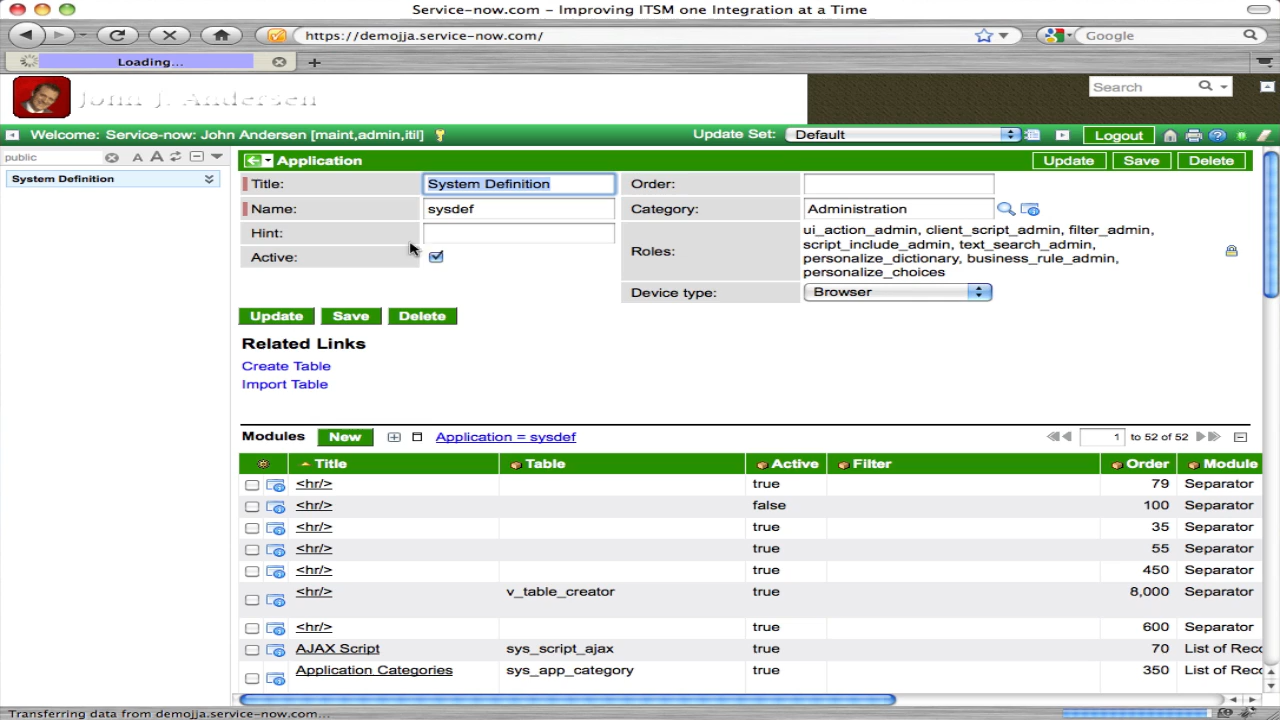 Service-now.com – Improving ITSM one Integration at a Time
https://demojja.service-now.com/
Google
Loading...
John J. Andersen
Search
Welcome: Service-now: John Andersen [maint,admin,itil]
Update Set: Default
Logout
public
A A
System Definition
Application
Update Save Delete
Title: System Definition
Order:
Name: sysdef
Category: Administration
Hint:
Active:
Roles: ui_action_admin, client_script_admin, filter_admin,
script_include_admin, text_search_admin,
personalize_dictionary, business_rule_admin,
personalize_choices
Device type: Browser
Update Save Delete
Related Links
Create Table
Import Table
Modules New Application = sysdef 1 to 52 of 52
Title Table Active Filter Order Module
<hr/> true 79 Separator
<hr/> false 100 Separator
<hr/> true 35 Separator
<hr/> true 55 Separator
<hr/> true 450 Separator
<hr/> v_table_creator true 8,000 Separator
<hr/> true 600 Separator
AJAX Script sys_script_ajax true 70 List of Reco
Application Categories sys_app_category true 350 List of Reco
Transferring data from demojja.service-now.com...